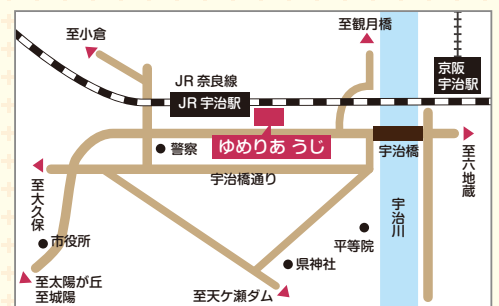 至小倉
至観月橋
JR 奈良線
JR 宇治駅
京阪
宇治駅
警察
ゆめりあ うじ
宇治橋
至六地蔵
宇治橋通り
至大久保
宇治川
市役所
平等院
県神社
至太陽が丘
至城陽
至天ケ瀬ダム